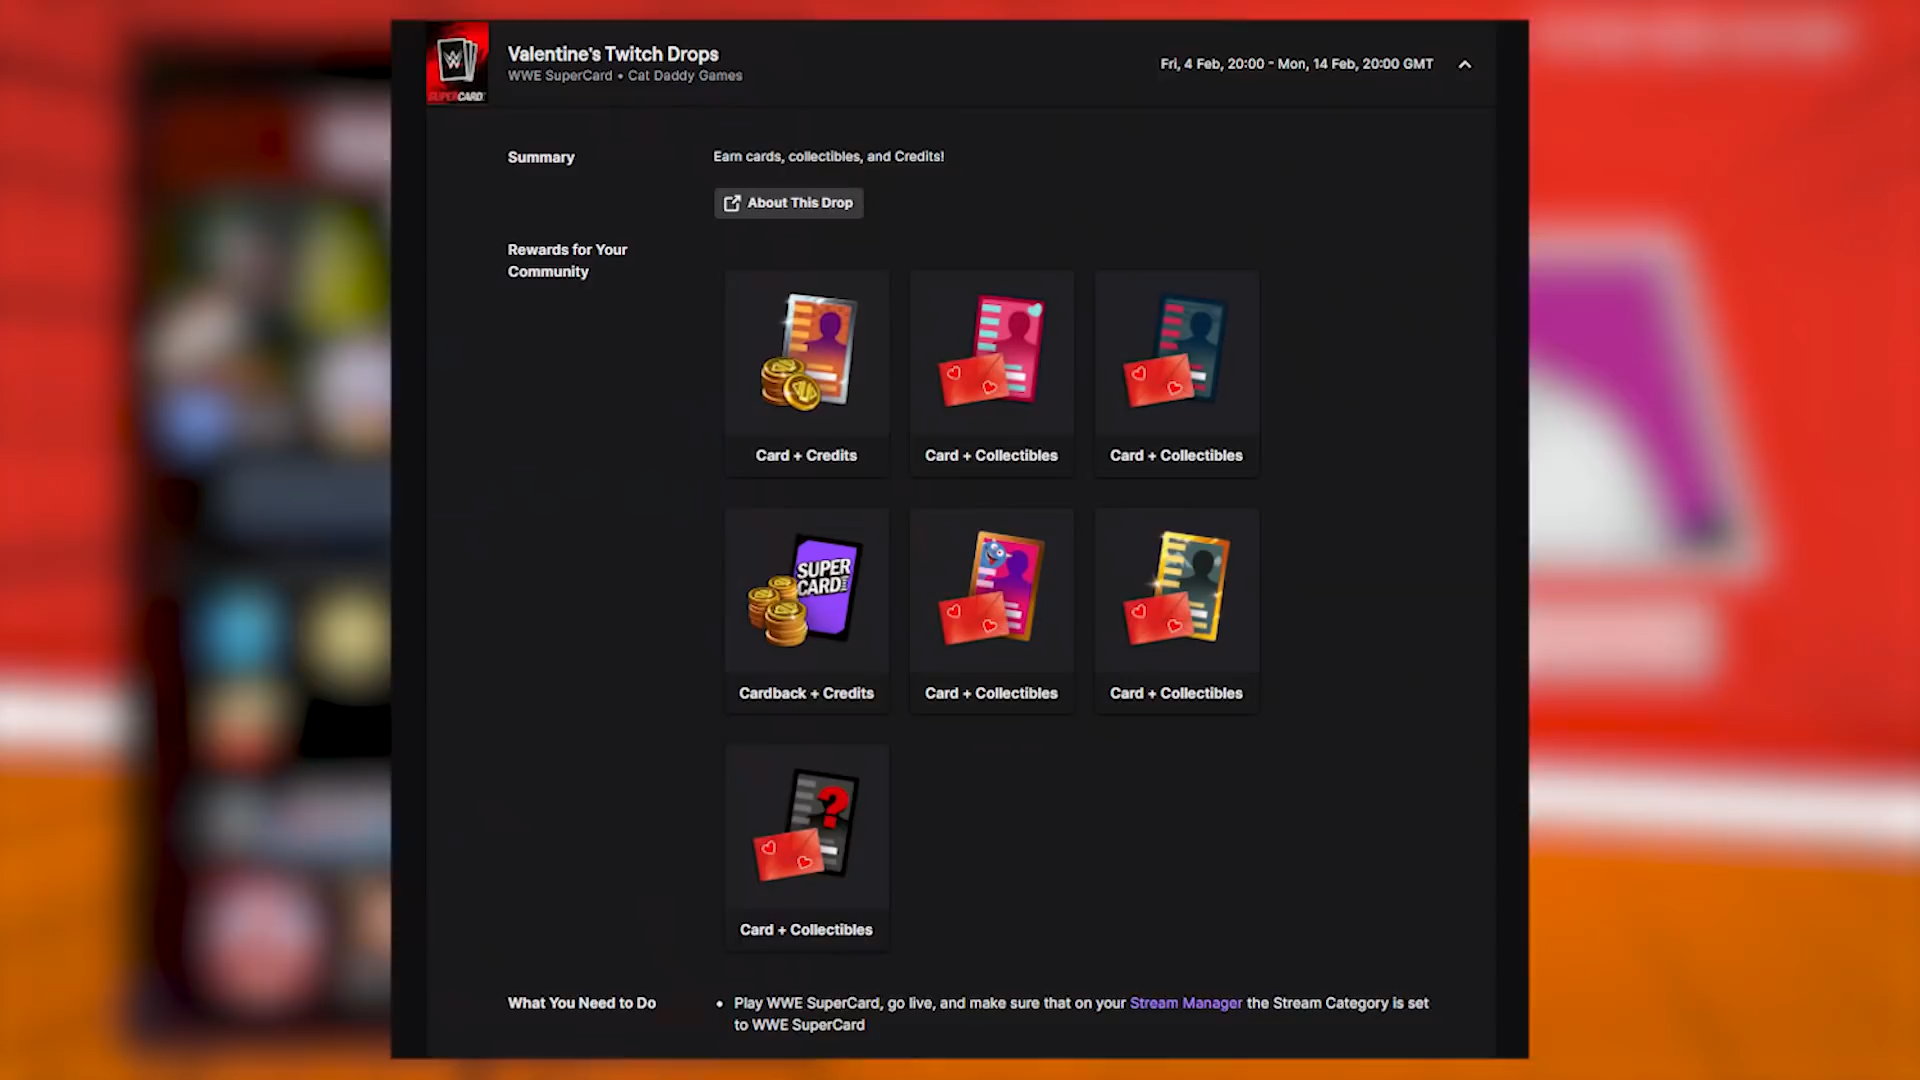 Valentine's Twitch Drops
WWE SuperCard • Cat Daddy Games
Fri, 4 Feb, 20:00 - Mon, 14 Feb, 20:00 GMT
SUPERCARD
Summary
Earn cards, collectibles, and Credits!
About This Drop
Rewards for Your
Community
Card + Credits
Card + Collectibles
Card + Collectibles
SUPER
CARD
Cardback + Credits
Card + Collectibles
Card + Collectibles
?
Card + Collectibles
What You Need to Do
• Play WWE SuperCard, go live, and make sure that on your Stream Manager the Stream Category is set
to WWE SuperCard